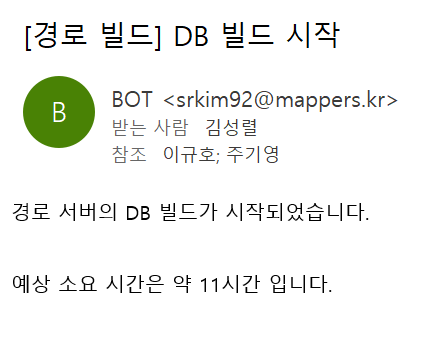 [경로 빌드] DB 빌드 시작
B
BOT <srkim92@mappers.kr>
받는 사람 김성렬
참조 이규호; 주기영
경로 서버의 DB 빌드가 시작되었습니다.
예상 소요 시간은 약 11시간 입니다.